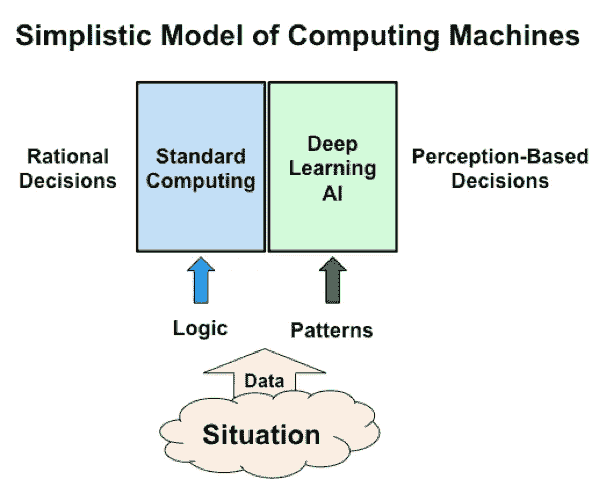 Simplistic Model of Computing Machines
Rational
Decisions
Standard
Computing
Deep
Learning
AI
Perception-Based
Decisions
Logic
Patterns
Data
Situation